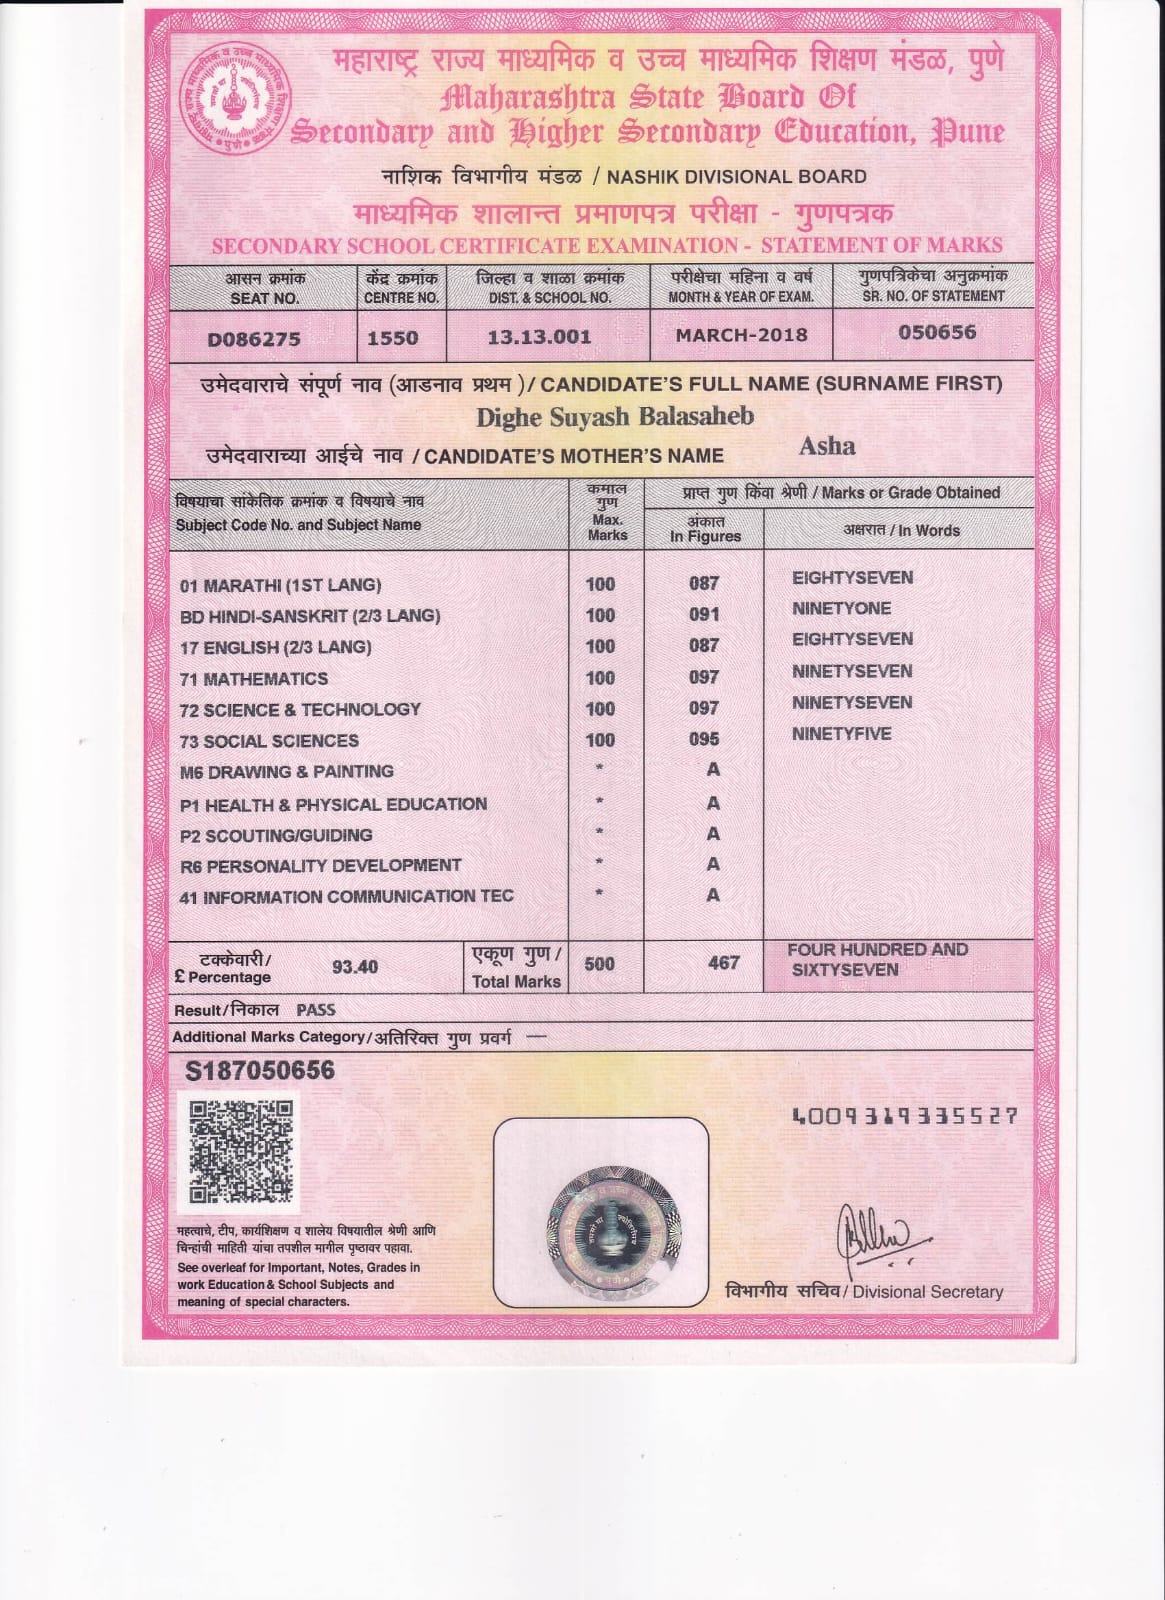 महाराष्ट्र राज्य माध्यमिक व उच्च माध्यमिक शिक्षण मंडळ, पुणे
Maharashtra State Board Of
Secondary and Higher Secondary Education, Pune
नाशिक विभागीय मंडळ / NASHIK DIVISIONAL BOARD
माध्यमिक शालान्त प्रमाणपत्र परीक्षा - गुणपत्रक
SECONDARY SCHOOL CERTIFICATE EXAMINATION - STATEMENT OF MARKS
आसन क्रमांक केंद्र क्रमांक जिल्हा व शाळा क्रमांक परीक्षेचा महिना व वर्ष गुणपत्रिकेचा अनुक्रमांक
SEAT NO. CENTRE NO. DIST. & SCHOOL NO. MONTH & YEAR OF EXAM. SR. NO. OF STATEMENT
D086275 1550 13.13.001 MARCH-2018 050656
उमेदवाराचे संपूर्ण नाव (आडनाव प्रथम )/ CANDIDATE'S FULL NAME (SURNAME FIRST)
Dighe Suyash Balasaheb
उमेदवाराच्या आईचे नाव / CANDIDATE'S MOTHER'S NAME Asha
विषयाचा सांकेतिक क्रमांक व विषयाचे नाव
Subject Code No. and Subject Name
कमाल
गुण
Max.
Marks
प्राप्त गुण किंवा श्रेणी / Marks or Grade Obtained
अंकात
In Figures
अक्षरात / In Words
01 MARATHI (1ST LANG) 100 087 EIGHTYSEVEN
BD HINDI-SANSKRIT (2/3 LANG) 100 091 NINETYONE
17 ENGLISH (2/3 LANG) 100 087 EIGHTYSEVEN
71 MATHEMATICS 100 097 NINETYSEVEN
72 SCIENCE & TECHNOLOGY 100 097 NINETYSEVEN
73 SOCIAL SCIENCES 100 095 NINETYFIVE
M6 DRAWING & PAINTING * A
P1 HEALTH & PHYSICAL EDUCATION * A
P2 SCOUTING/GUIDING * A
R6 PERSONALITY DEVELOPMENT * A
41 INFORMATION COMMUNICATION TEC * A
टक्केवारी/
£ Percentage
93.40
एकूण गुण /
Total Marks
500 467
FOUR HUNDRED AND
SIXTYSEVEN
Result/निकाल PASS
Additional Marks Category/अतिरिक्त गुण प्रवर्ग —
S187050656
4009319335527
महत्वाचे, टीप, कार्यशिक्षण व शालेय विषयातील श्रेणी आणि
चिन्हांची माहिती यांचा तपशील मागील पृष्ठावर पहावा.
See overleaf for Important, Notes, Grades in
work Education & School Subjects and
meaning of special characters.
विभागीय सचिव / Divisional Secretary